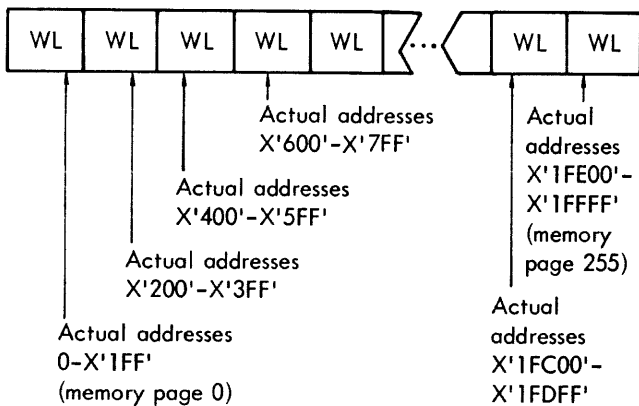 WL WL WL WL WL ... WL WL
Actual addresses
X'600'-X'7FF'
Actual addresses
X'400'-X'5FF'
Actual addresses
X'200'-X'3FF'
Actual addresses
0-X'1FF'
(memory page 0)
Actual
addresses
X'1FE00'-
X'1FFFF'
(memory
page 255)
Actual
addresses
X'1FC00'-
X'1FDFF'